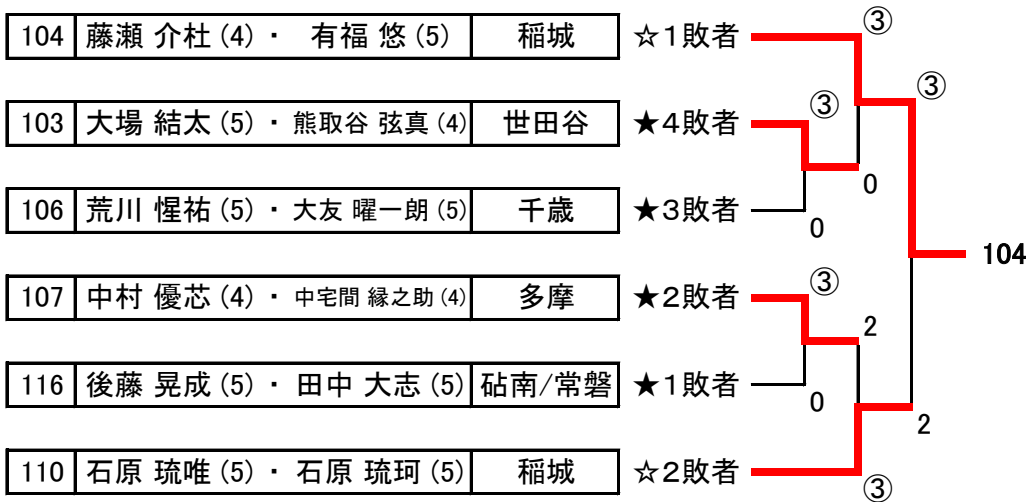 104 藤瀬 介杜 (4) ・ 有福 悠 (5) 稲城 ☆1敗者 ③
103 大場 結太 (5) ・ 熊取谷 弦真 (4) 世田谷 ★4敗者 ③ ③
0
106 荒川 惺祐 (5) ・ 大友 曜一朗 (5) 千歳 ★3敗者 0
104
107 中村 優芯 (4) ・ 中宅間 縁之助 (4) 多摩 ★2敗者 ③
2
116 後藤 晃成 (5) ・ 田中 大志 (5) 砧南/常磐 ★1敗者 0
2
110 石原 琉唯 (5) ・ 石原 琉珂 (5) 稲城 ☆2敗者 ③